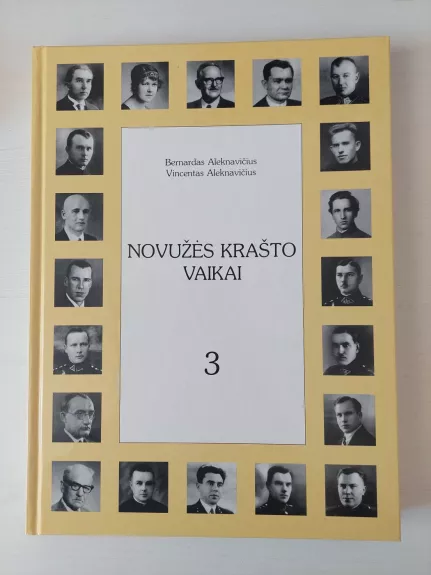 Bernardas Aleknavičius
Vincentas Aleknavičius
NOVUŽĖS KRAŠTO
VAIKAI
3